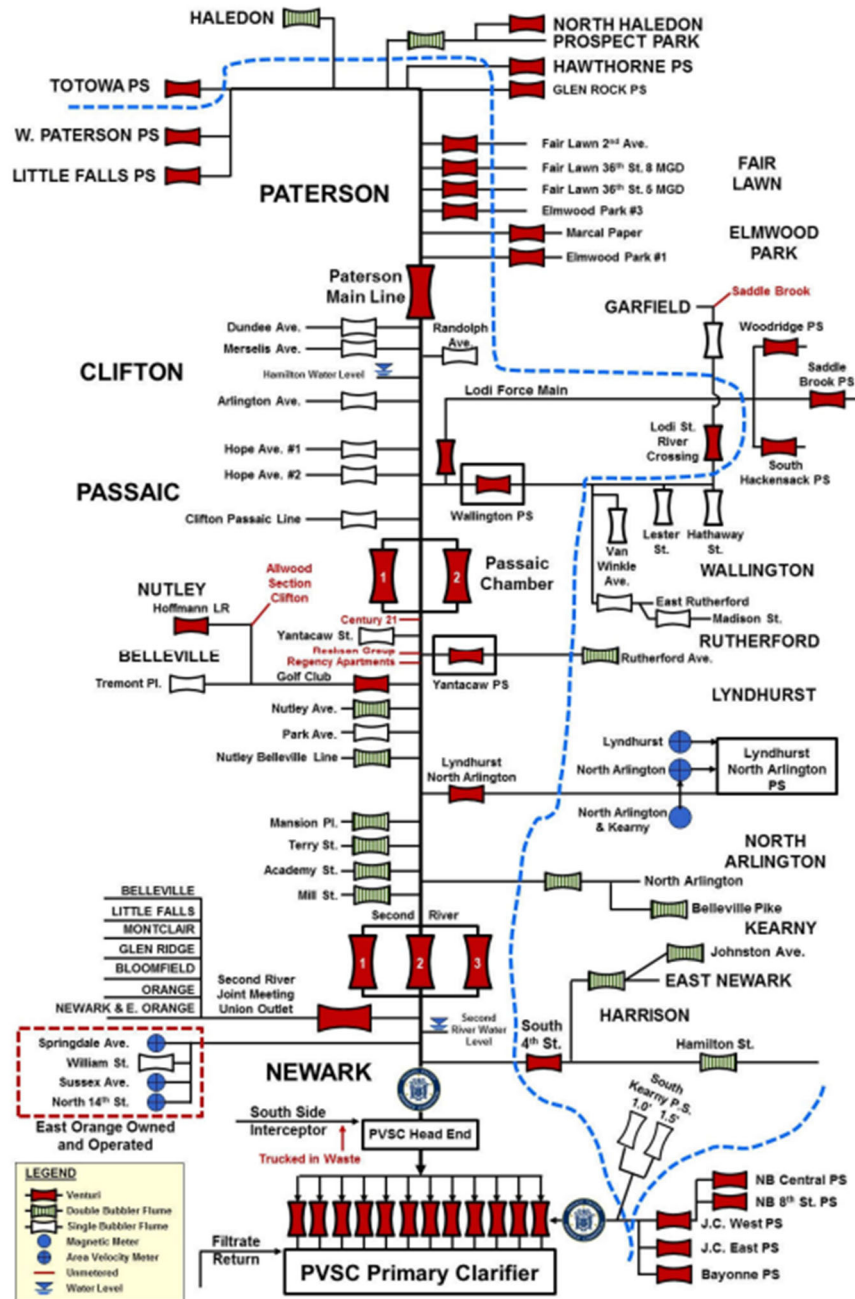 HALEDON
NORTH HALEDON
PROSPECT PARK
HAWTHORNE PS
GLEN ROCK PS
TOTOWA PS
W. PATERSON PS
LITTLE FALLS PS
PATERSON
Fair Lawn 2nd Ave.
Fair Lawn 36th St. 8 MGD
Fair Lawn 36th St. 5 MGD
Elmwood Park #3
Marcal Paper
Elmwood Park #1
FAIR
LAWN
ELMWOOD
PARK
Paterson
Main Line
Saddle Brook
GARFIELD
Dundee Ave.
Merselis Ave.
Randolph
Ave.
Woodridge PS
Hamilton Water Level
CLIFTON
Lodi Force Main
Saddle
Brook PS
Arlington Ave.
Lodi St.
River
Crossing
South
Hackensack PS
Hope Ave. #1
Hope Ave. #2
PASSAIC
Wallington PS
Clifton Passaic Line
Van
Winkle
Ave.
Lester
St.
Hathaway
St.
1
2
Passaic
Chamber
WALLINGTON
Allwood
Section
Clifton
NUTLEY
Hoffmann LR
East Rutherford
Madison St.
Century 21
Yantacaw St.
Regency Apartments
RUTHERFORD
Rutherford Ave.
BELLEVILLE
Tremont Pl.
Golf Club
Yantacaw PS
LYNDHURST
Nutley Ave.
Park Ave.
Nutley Belleville Line
Lyndhurst
North Arlington
Lyndhurst
North Arlington
Lyndhurst
North Arlington
PS
North Arlington
& Kearny
Mansion Pl.
Terry St.
Academy St.
Mill St.
NORTH
ARLINGTON
North Arlington
Belleville Pike
KEARNY
Second River
1
2
3
BELLEVILLE
LITTLE FALLS
MONTCLAIR
GLEN RIDGE
BLOOMFIELD
ORANGE
NEWARK & E. ORANGE
Second River
Joint Meeting
Union Outlet
Johnston Ave.
EAST NEWARK
HARRISON
Second
River Water
Level
South
4th St.
Hamilton St.
Springdale Ave.
William St.
Sussex Ave.
North 14th St.
East Orange Owned
and Operated
NEWARK
South
Kearny P.S.
1.0'
1.5'
South Side
Interceptor
Trucked in Waste
PVSC Head End
NB Central PS
NB 8th St. PS
J.C. West PS
J.C. East PS
Bayonne PS
Filtrate
Return
PVSC Primary Clarifier
LEGEND
Venturi
Double Bubbler Flume
Single Bubbler Flume
Magnetic Meter
Area Velocity Meter
Unmetered
Water Level